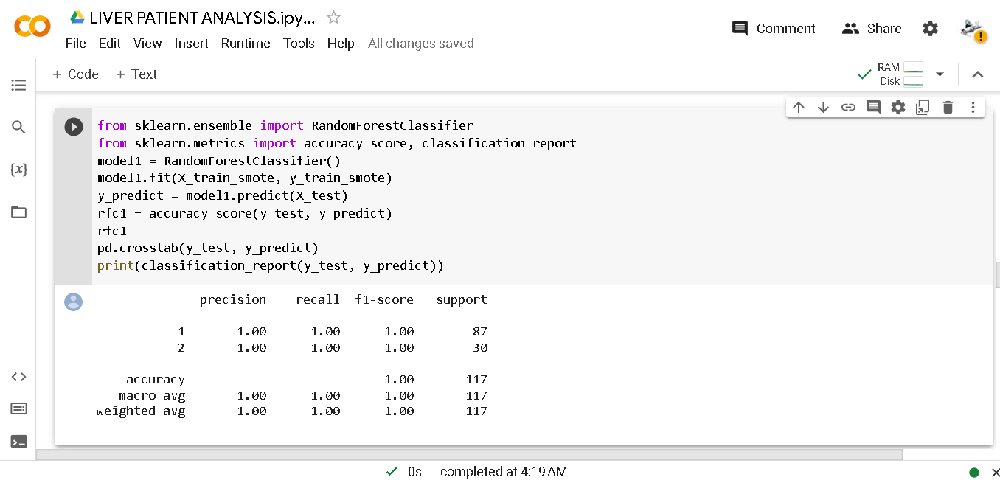 LIVER PATIENT ANALYSIS.ipy...
File Edit View Insert Runtime Tools Help All changes saved
Comment Share
+ Code + Text
RAM
Disk
from sklearn.ensemble import RandomForestClassifier
from sklearn.metrics import accuracy_score, classification_report
model1 = RandomForestClassifier()
model1.fit(X_train_smote, y_train_smote)
y_predict = model1.predict(X_test)
rfc1 = accuracy_score(y_test, y_predict)
rfc1
pd.crosstab(y_test, y_predict)
print(classification_report(y_test, y_predict))
precision recall f1-score support
1 1.00 1.00 1.00 87
2 1.00 1.00 1.00 30
accuracy 1.00 117
macro avg 1.00 1.00 1.00 117
weighted avg 1.00 1.00 1.00 117
0s completed at 4:19 AM